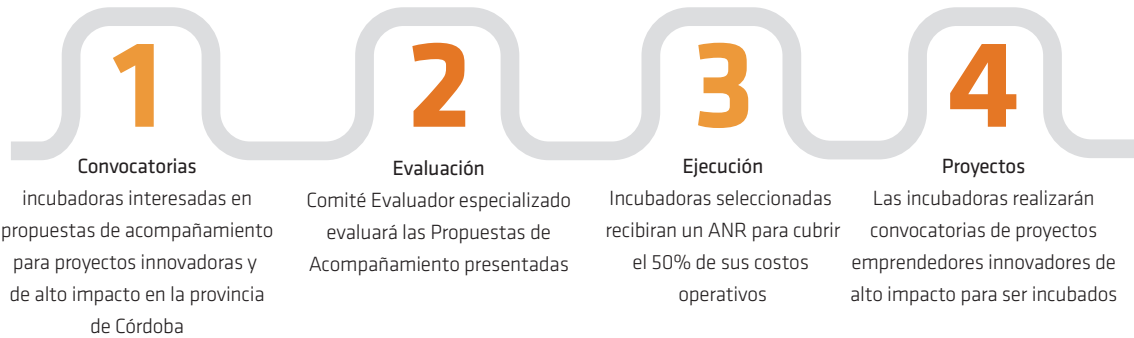 1
Convocatorias
incubadoras interesadas en
propuestas de acompañamiento
para proyectos innovadoras y
de alto impacto en la provincia
de Córdoba
2
Evaluación
Comité Evaluador especializado
evaluará las Propuestas de
Acompañamiento presentadas
3
Ejecución
Incubadoras seleccionadas
recibiran un ANR para cubrir
el 50% de sus costos
operativos
4
Proyectos
Las incubadoras realizarán
convocatorias de proyectos
emprendedores innovadores de
alto impacto para ser incubados